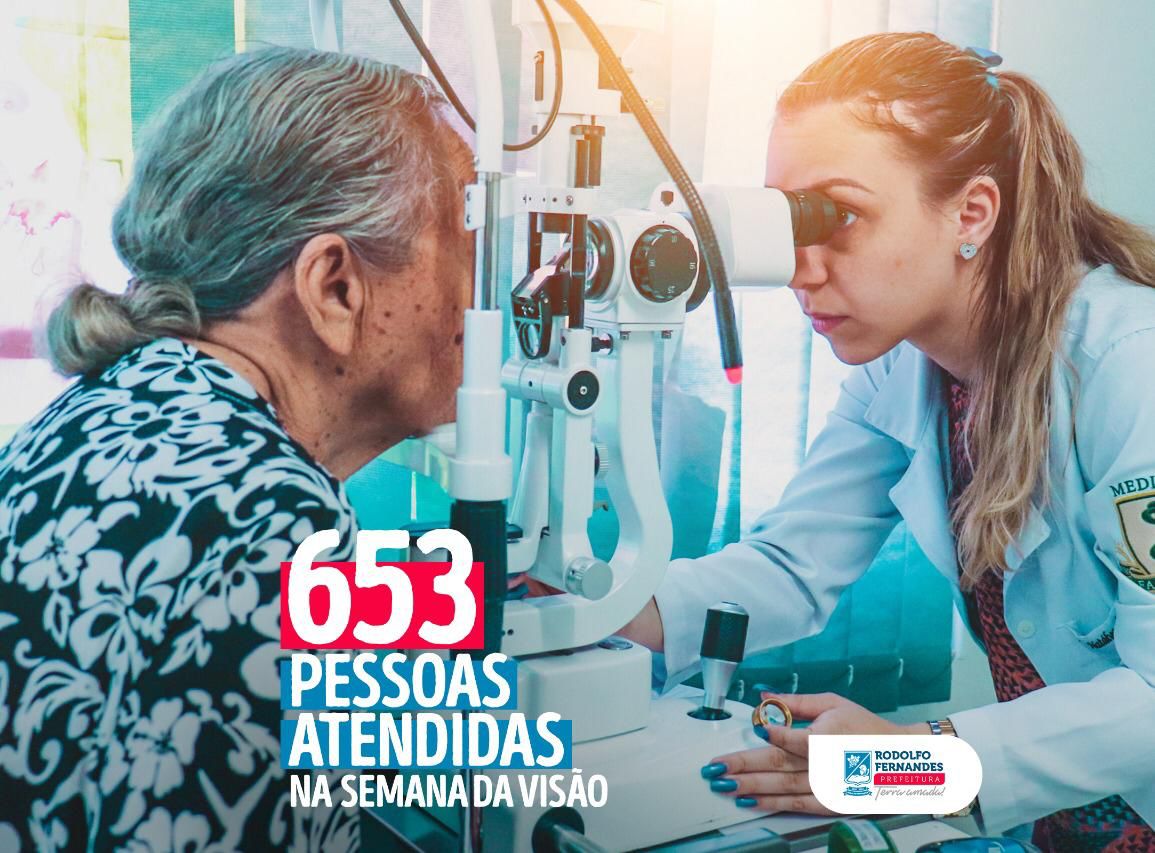 653
PESSOAS
ATENDIDAS
NA SEMANA DA VISÃO
RODOLFO
FERNANDES
PREFEITURA
Terra amada!